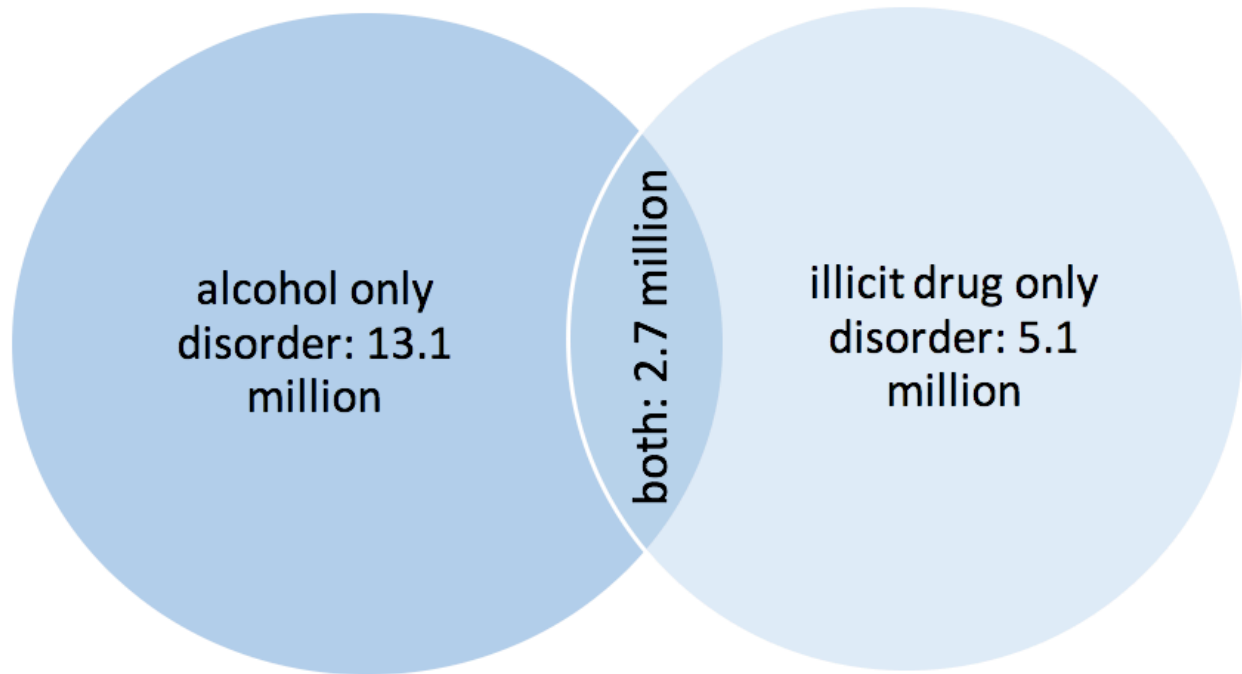 alcohol only
disorder: 13.1
million
both: 2.7 million
illicit drug only
disorder: 5.1
million